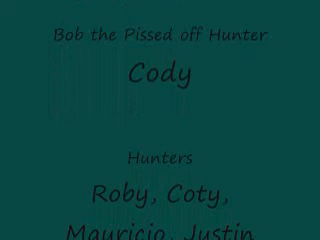 Bob the Pissed off Hunter
Cody
Hunters
Roby, Coty,
Mauricio, Justin